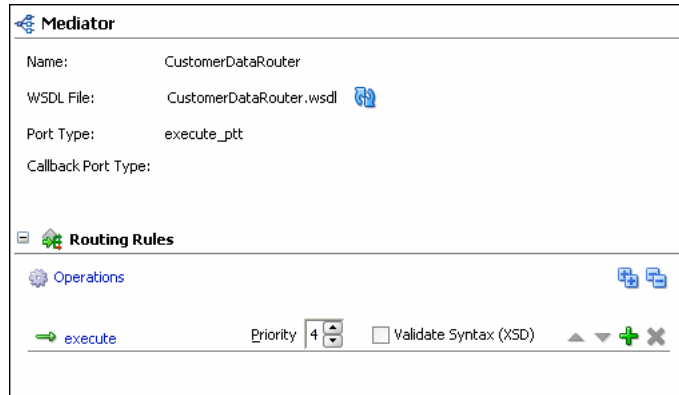 Mediator
Name: CustomerDataRouter
WSDL File: CustomerDataRouter.wsdl
Port Type: execute_ptt
Callback Port Type:
Routing Rules
Operations
execute Priority 4 Validate Syntax (XSD)